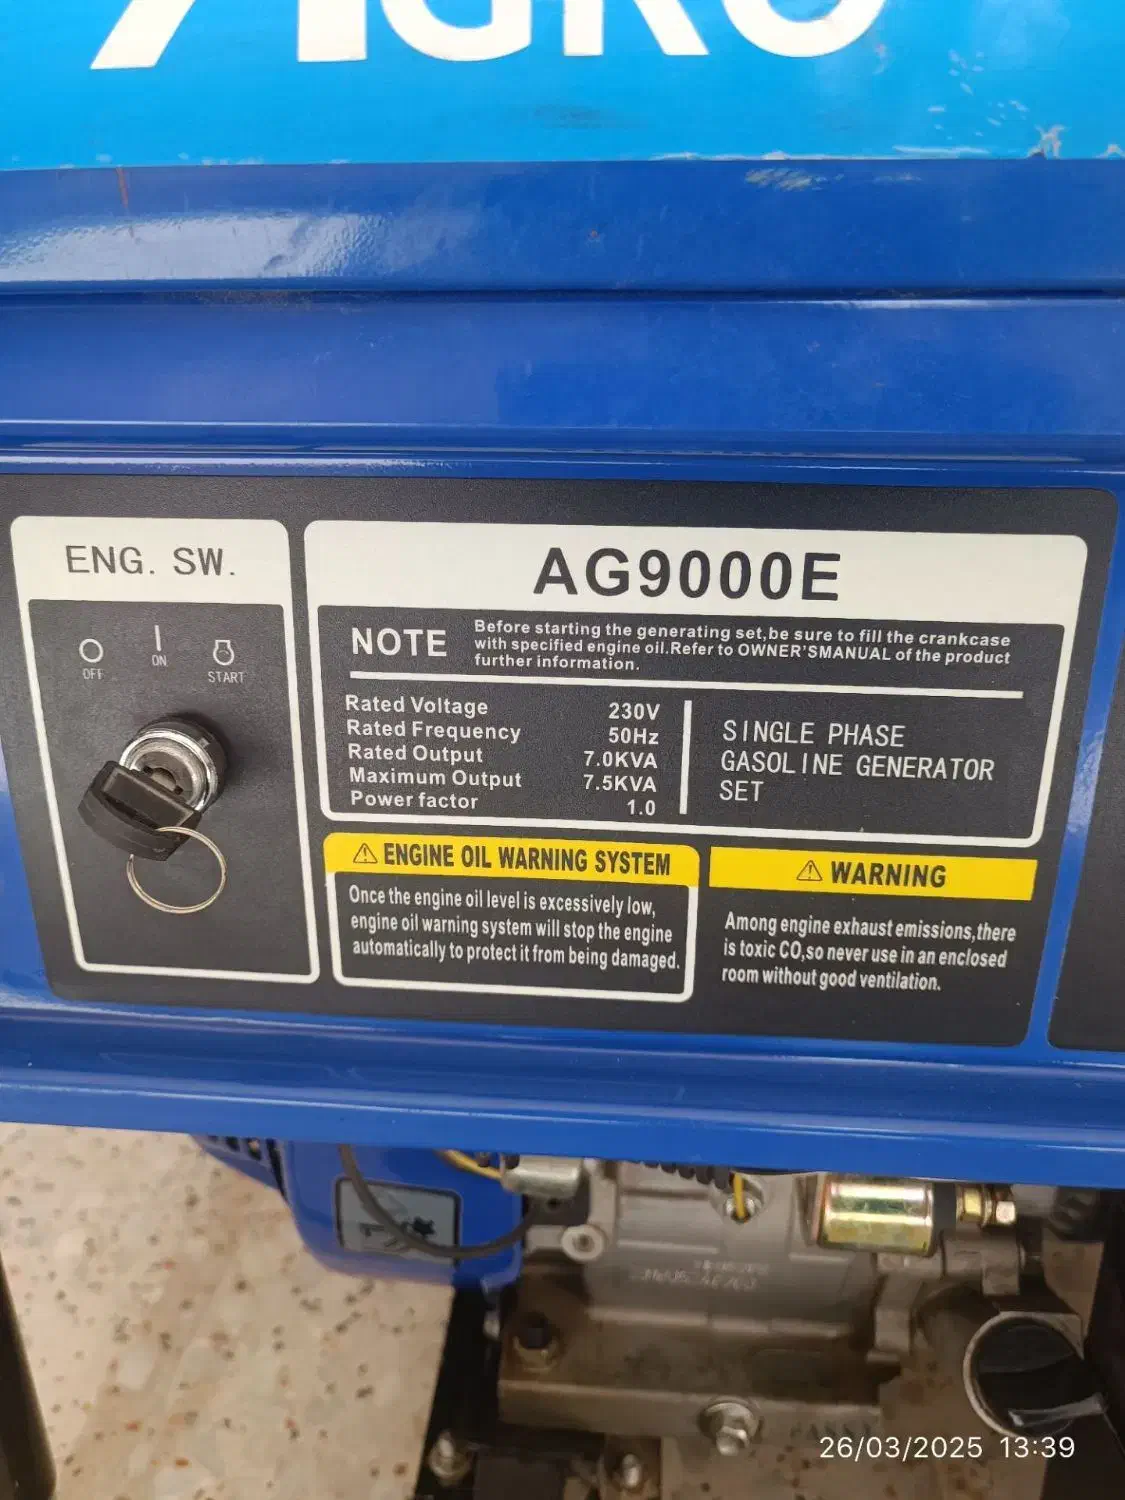 AGRO
ENG. SW.
OFF
ON
START
AG9000E
NOTE
Before starting the generating set,be sure to fill the crankcase
with specified engine oil.Refer to OWNER'SMANUAL of the product
further information.
Rated Voltage 230V
Rated Frequency 50Hz
Rated Output 7.0KVA
Maximum Output 7.5KVA
Power factor 1.0
SINGLE PHASE
GASOLINE GENERATOR
SET
ENGINE OIL WARNING SYSTEM
Once the engine oil level is excessively low,
engine oil warning system will stop the engine
automatically to protect it from being damaged.
WARNING
Among engine exhaust emissions,there
is toxic CO,so never use in an enclosed
room without good ventilation.
26/03/2025 13:39